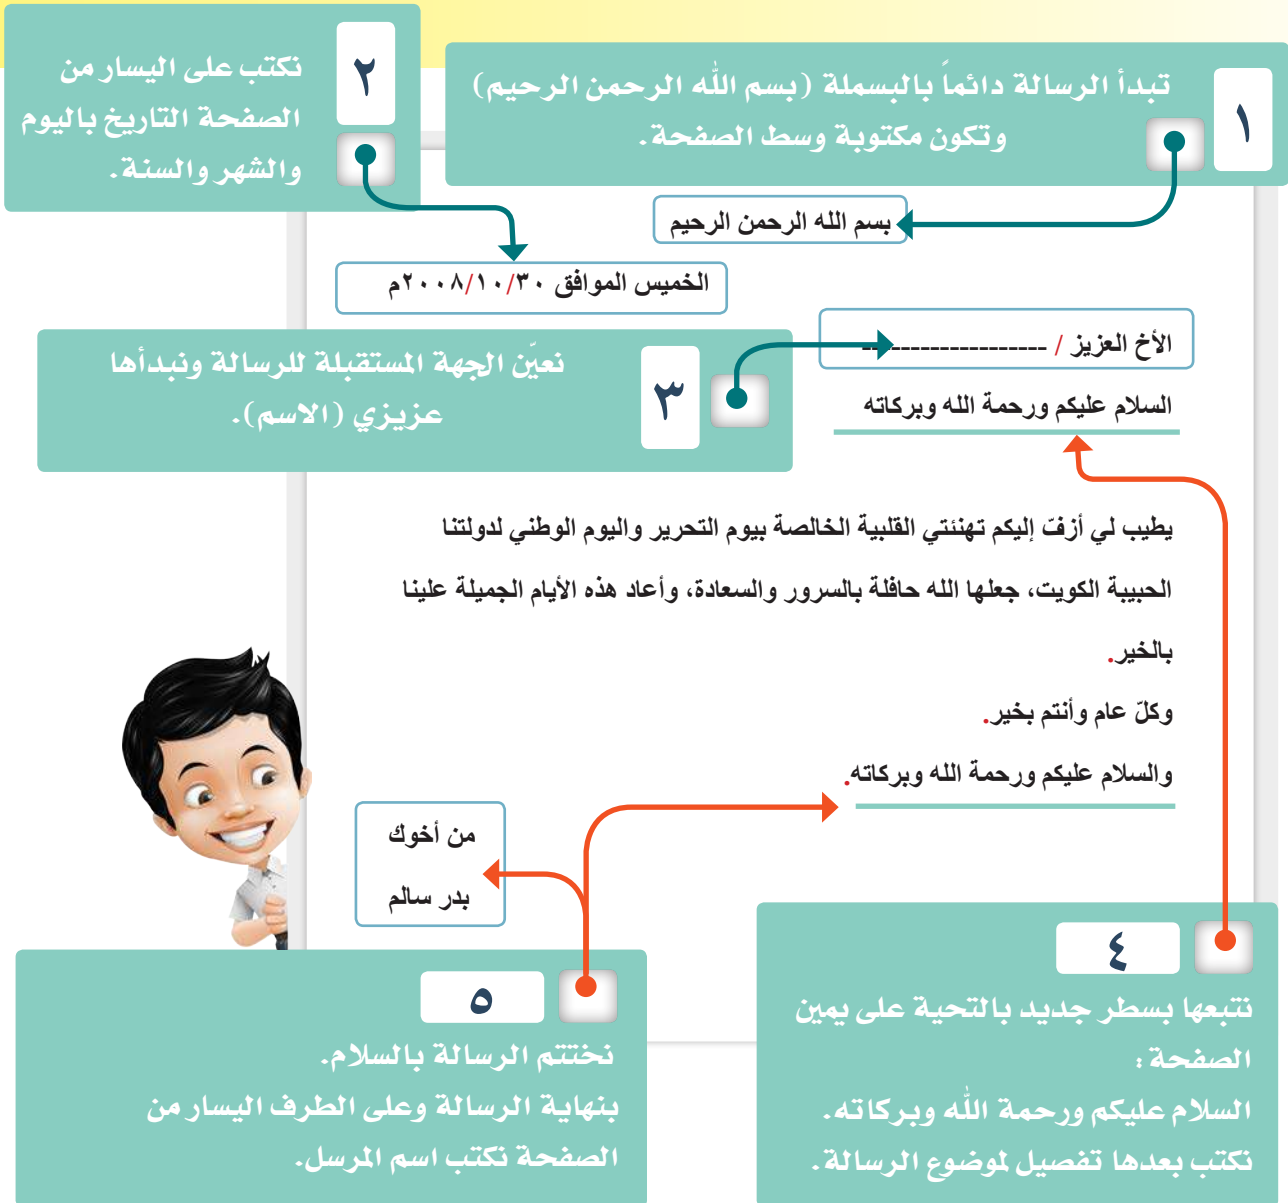 ١
تبدأ الرسالة دائماً بالبسملة (بسم الله الرحمن الرحيم)
وتكون مكتوبة وسط الصفحة.
٢
نكتب على اليسار من
الصفحة التاريخ باليوم
والشهر والسنة.
بسم الله الرحمن الرحيم
الخميس الموافق ٢٠٠٨/١٠/٣٠م
الأخ العزيز / -------------------
٣
نعيّن الجهة المستقبلة للرسالة ونبدأها
عزيزي (الاسم).
السلام عليكم ورحمة الله وبركاته
يطيب لي أزفّ إليكم تهنئتي القلبية الخالصة بيوم التحرير واليوم الوطني لدولتنا
الحبيبة الكويت، جعلها الله حافلة بالسرور والسعادة، وأعاد هذه الأيام الجميلة علينا
بالخير.
وكلّ عام وأنتم بخير.
والسلام عليكم ورحمة الله وبركاته.
من أخوك
بدر سالم
٤
نتبعها بسطر جديد بالتحية على يمين
الصفحة :
السلام عليكم ورحمة الله وبركاته.
نكتب بعدها تفصيل لموضوع الرسالة.
٥
نختتم الرسالة بالسلام.
بنهاية الرسالة وعلى الطرف اليسار من
الصفحة نكتب اسم المرسل.